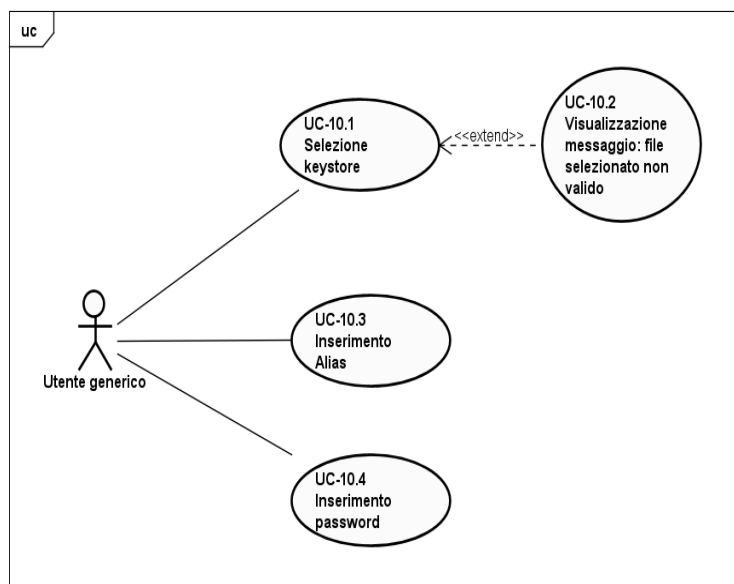 uc
UC-10.1
Selezione
keystore
<<extend>>
UC-10.2
Visualizzazione
messaggio: file
selezionato non
valido
UC-10.3
Inserimento
Alias
Utente generico
UC-10.4
Inserimento
password